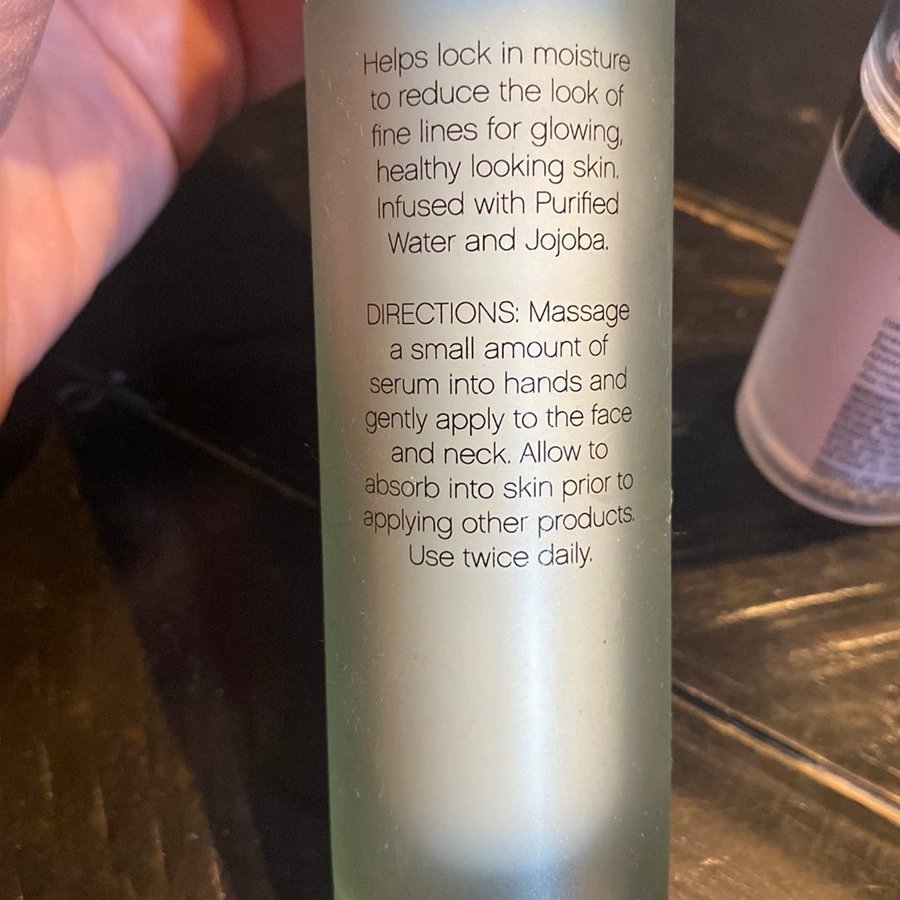 Helps lock in moisture
to reduce the look of
fine lines for glowing,
healthy looking skin.
Infused with Purified
Water and Jojoba.
DIRECTIONS: Massage
a small amount of
serum into hands and
gently apply to the face
and neck. Allow to
absorb into skin prior to
applying other products.
Use twice daily.